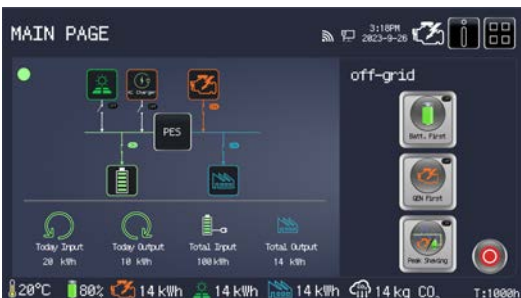 MAIN PAGE
3:18PM
2023-9-26
off-grid
AC Charger
PES
Batt. First
GEN First
Peak Shaving
Today Input
20 kWh
Today Output
10 kWh
Total Input
100 kWh
Total Output
14 kWh
20°C
80%
14 kWh
14 kWh
14 kWh
14 kg CO₂
T:1000h